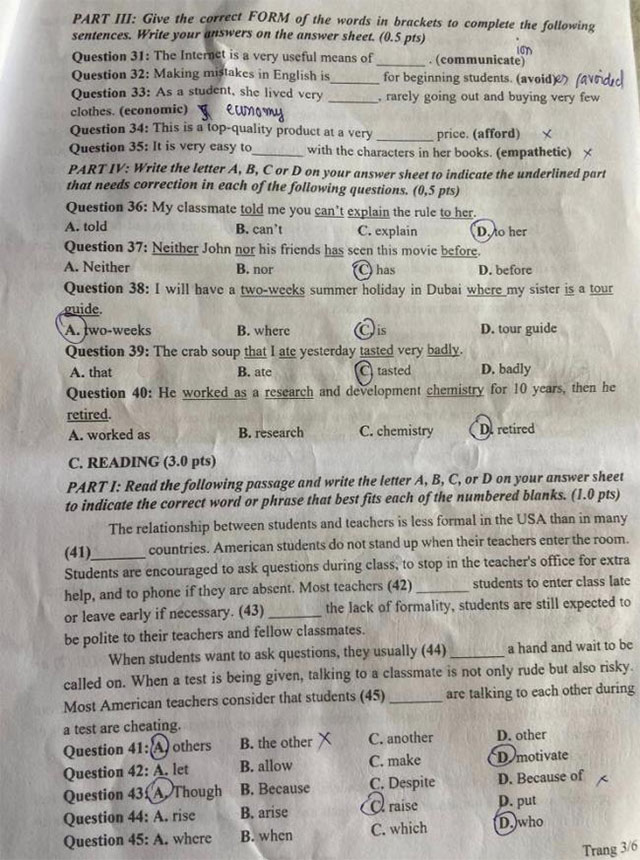 PART III: Give the correct FORM of the words in brackets to complete the following
sentences. Write your answers on the answer sheet. (0.5 pts)
Question 31: The Internet is a very useful means of ________. (communicate) ion
Question 32: Making mistakes in English is ________ for beginning students. (avoid) (avoided
Question 33: As a student, she lived very ________, rarely going out and buying very few
clothes. (economic) economy
Question 34: This is a top-quality product at a very ________ price. (afford) x
Question 35: It is very easy to ________ with the characters in her books. (empathetic) x
PART IV: Write the letter A, B, C or D on your answer sheet to indicate the underlined part
that needs correction in each of the following questions. (0,5 pts)
Question 36: My classmate told me you can't explain the rule to her.
A. told B. can't C. explain D. to her
Question 37: Neither John nor his friends has seen this movie before.
A. Neither B. nor C. has D. before
Question 38: I will have a two-weeks summer holiday in Dubai where my sister is a tour
guide.
A. two-weeks B. where C. is D. tour guide
Question 39: The crab soup that I ate yesterday tasted very badly.
A. that B. ate C. tasted D. badly
Question 40: He worked as a research and development chemistry for 10 years, then he
retired.
A. worked as B. research C. chemistry D. retired
C. READING (3.0 pts)
PART I: Read the following passage and write the letter A, B, C, or D on your answer sheet
to indicate the correct word or phrase that best fits each of the numbered blanks. (1.0 pts)
The relationship between students and teachers is less formal in the USA than in many
(41)________ countries. American students do not stand up when their teachers enter the room.
Students are encouraged to ask questions during class, to stop in the teacher's office for extra
help, and to phone if they are absent. Most teachers (42) ________ students to enter class late
or leave early if necessary. (43) ________ the lack of formality, students are still expected to
be polite to their teachers and fellow classmates.
When students want to ask questions, they usually (44) ________ a hand and wait to be
called on. When a test is being given, talking to a classmate is not only rude but also risky.
Most American teachers consider that students (45) ________ are talking to each other during
a test are cheating.
Question 41: A. others B. the other x C. another D. other
Question 42: A. let B. allow C. make D. motivate
Question 43: A. Though B. Because C. Despite D. Because of x
Question 44: A. rise B. arise C. raise D. put
Question 45: A. where B. when C. which D. who
Trang 3/6